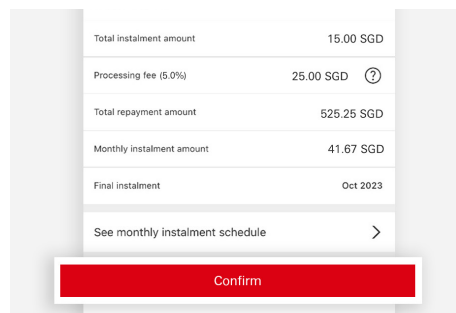 Total instalment amount 15.00 SGD
Processing fee (5.0%) 25.00 SGD ?
Total repayment amount 525.25 SGD
Monthly instalment amount 41.67 SGD
Final instalment Oct 2023
See monthly instalment schedule
Confirm